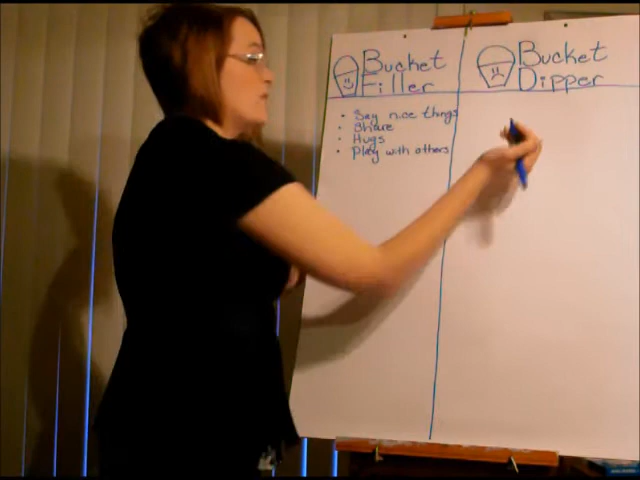 Bucket
Filler
• Say nice things
• Share
• Hugs
• Play with others
Bucket
Dipper